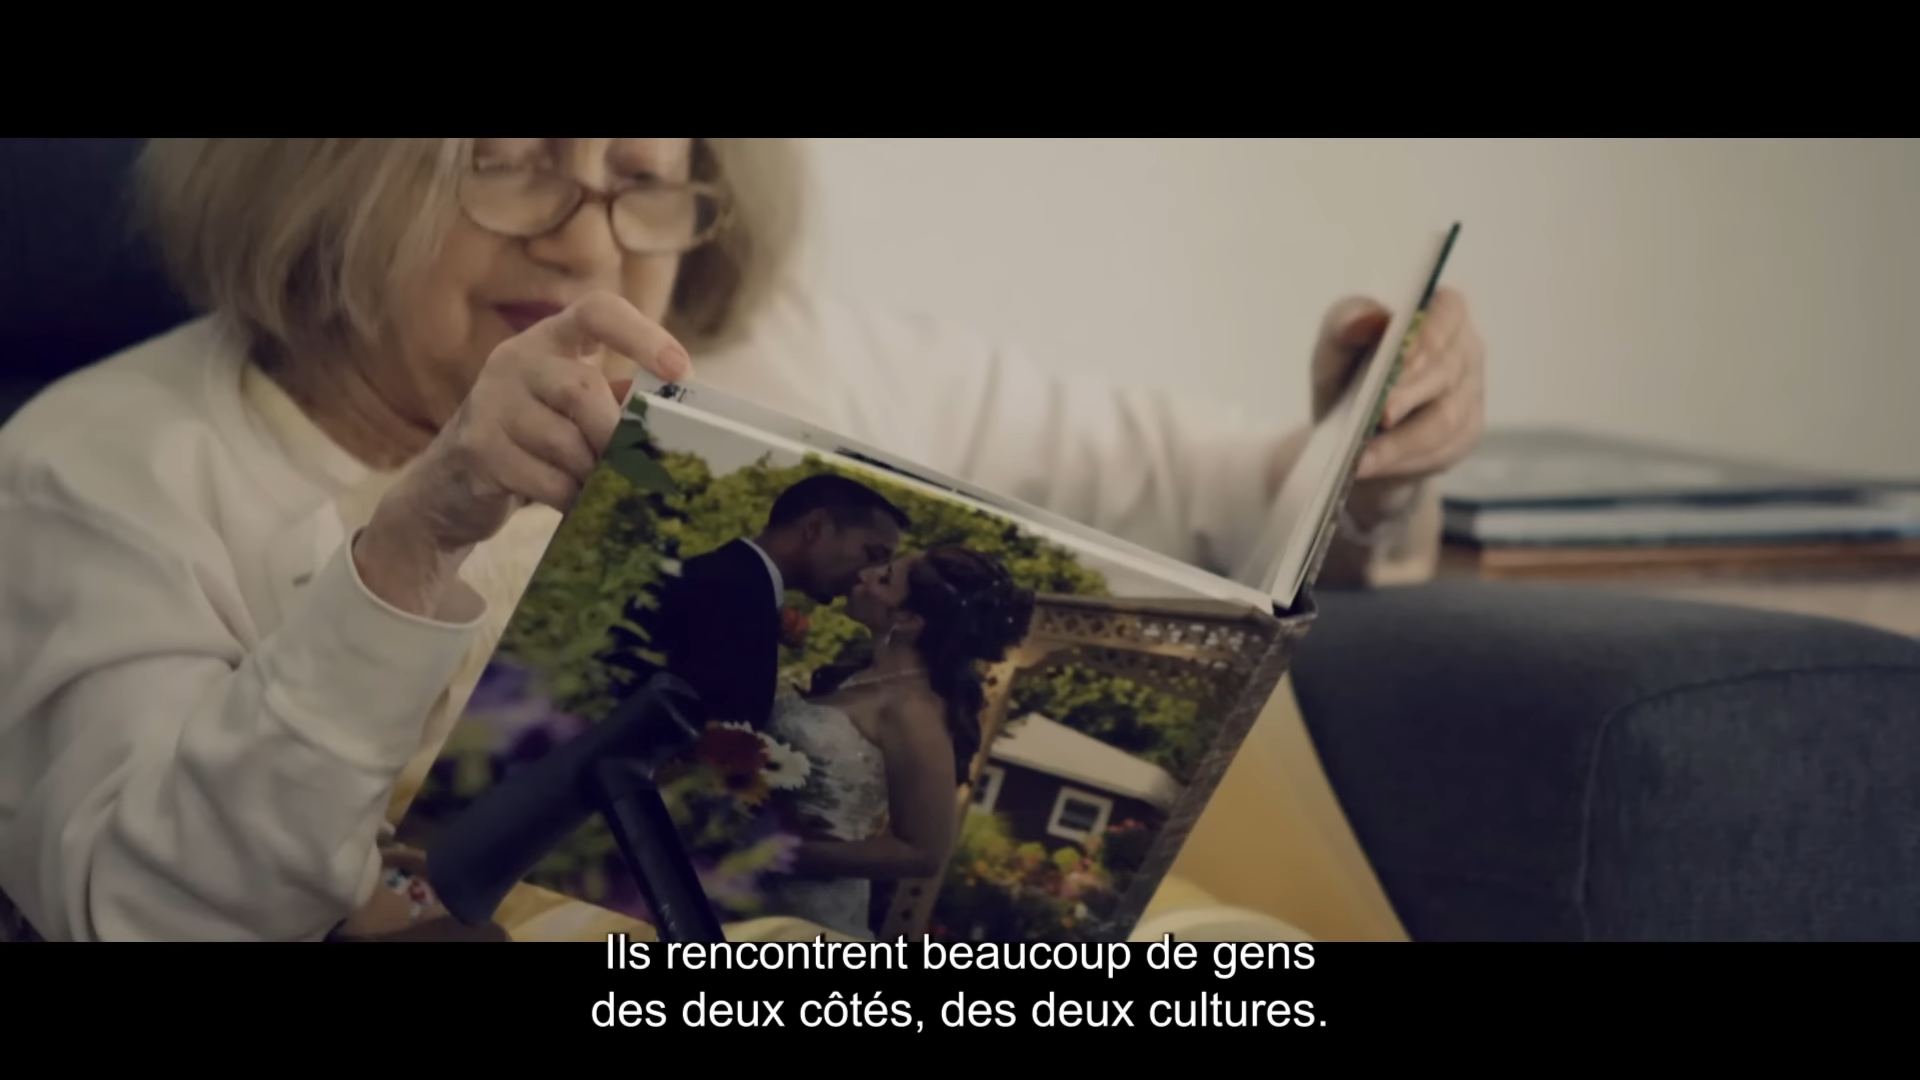 Ils rencontrent beaucoup de gens
des deux côtés, des deux cultures.